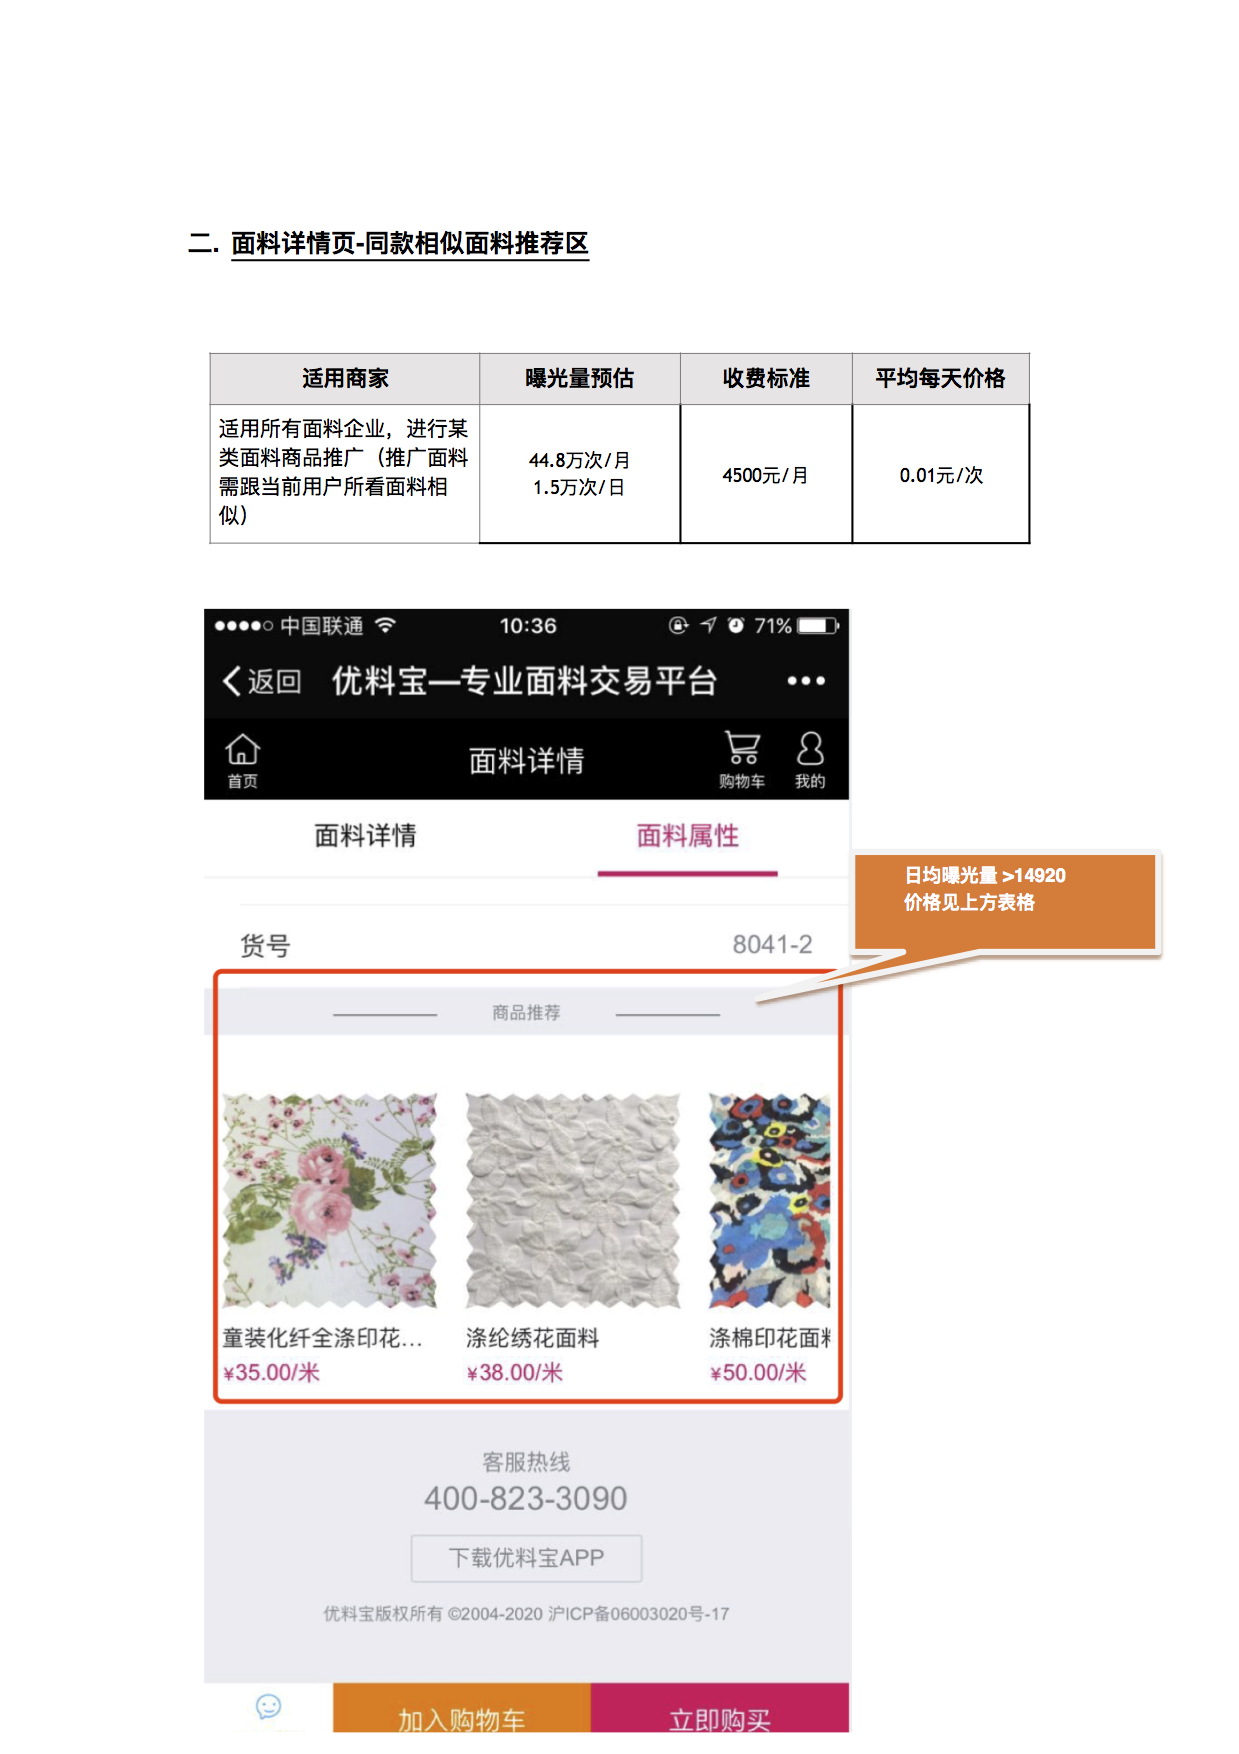 二. 面料详情页-同款相似面料推荐区
适用商家 曝光量预估 收费标准 平均每天价格
适用所有面料企业，进行某
类面料商品推广（推广面料
需跟当前用户所看面料相
似）
44.8万次/月
1.5万次/日
4500元/月
0.01元/次
中国联通 10:36 71%
返回 优料宝—专业面料交易平台
首页 面料详情 购物车 我的
面料详情 面料属性
日均曝光量 >14920
价格见上方表格
货号 8041-2
商品推荐
童装化纤全涤印花... 涤纶绣花面料 涤棉印花面料
¥35.00/米 ¥38.00/米 ¥50.00/米
客服热线
400-823-3090
下载优料宝APP
优料宝版权所有 ©2004-2020 沪ICP备06003020号-17
加入购物车 立即购买